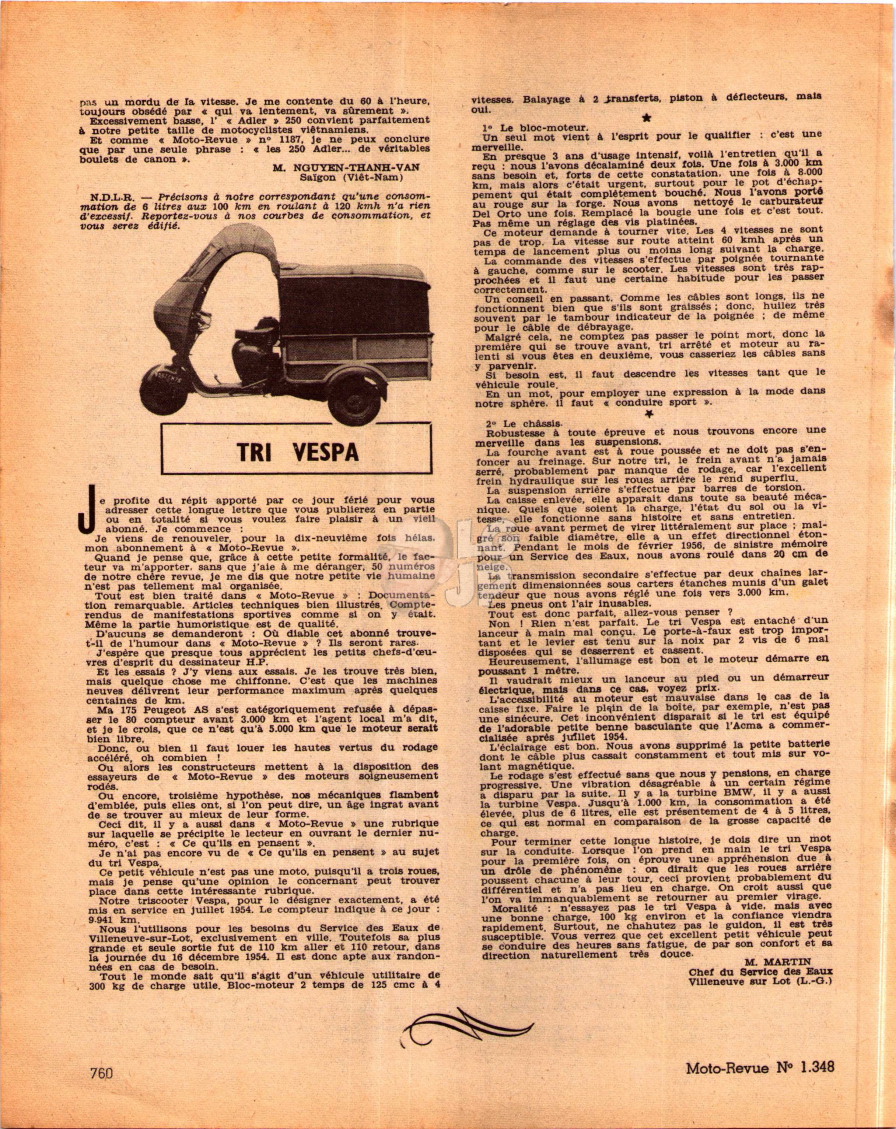 pas un mordu de la vitesse. Je me contente du 60 à l'heure,
toujours obsédé par « qui va lentement, va sûrement ».
Excessivement basse, l' « Adler » 250 convient parfaitement
à notre petite taille de motocyclistes viêtnamiens.
Et comme « Moto-Revue » n° 1187, je ne peux conclure
que par une seule phrase : « les 250 Adler... de véritables
boulets de canon ».
M. NGUYEN-THANH-VAN
Saïgon (Viêt-Nam)
N.D.L.R. — Précisons à notre correspondant qu'une consom-
mation de 6 litres aux 100 km en roulant à 120 kmh n'a rien
d'excessif. Reportez-vous à nos courbes de consommation, et
vous serez édifié.
TRI VESPA
Je profite du répit apporté par ce jour férié pour vous
adresser cette longue lettre que vous publierez en partie
ou en totalité si vous voulez faire plaisir à un vieil
abonné. Je commence :
Je viens de renouveler, pour la dix-neuvième fois hélas,
mon abonnement à « Moto-Revue ».
Quand je pense que, grâce à cette petite formalité, le fac-
teur va m'apporter, sans que j'aie à me déranger, 50 numéros
de notre chère revue, je me dis que notre petite vie humaine
n'est pas tellement mal organisée.
Tout est bien traité dans « Moto-Revue » : Documenta-
tion remarquable. Articles techniques bien illustrés. Compte-
rendus de manifestations sportives comme si on y était.
Même la partie humoristique est de qualité.
D'aucuns se demanderont : Où diable cet abonné trouve-
t-il de l'humour dans « Moto-Revue » ? Ils seront rares.
J'espère que presque tous apprécient les petits chefs-d'œu-
vres d'esprit du dessinateur H.P.
Et les essais ? J'y viens aux essais. Je les trouve très bien,
mais quelque chose me chiffonne. C'est que les machines
neuves délivrent leur performance maximum après quelques
centaines de km.
Ma 175 Peugeot AS s'est catégoriquement refusée à dépas-
ser le 80 compteur avant 3.000 km et l'agent local m'a dit,
et je le crois, que ce n'est qu'à 5.000 km que le moteur serait
bien libre.
Donc, ou bien il faut louer les hautes vertus du rodage
accéléré, oh combien !
Ou alors les constructeurs mettent à la disposition des
essayeurs de « Moto-Revue » des moteurs soigneusement
rodés.
Ou encore, troisième hypothèse, nos mécaniques flambent
d'emblée, puis elles ont, si l'on peut dire, un âge ingrat avant
de se trouver au mieux de leur forme.
Ceci dit, il y a aussi dans « Moto-Revue » une rubrique
sur laquelle se précipite le lecteur en ouvrant le dernier nu-
méro, c'est : « Ce qu'ils en pensent ».
Je n'ai pas encore vu de « Ce qu'ils en pensent » au sujet
du tri Vespa.
Ce petit véhicule n'est pas une moto, puisqu'il a trois roues,
mais je pense qu'une opinion le concernant peut trouver
place dans cette intéressante rubrique.
Notre triscooter Vespa, pour le désigner exactement, a été
mis en service en juillet 1954. Le compteur indique à ce jour :
9.941 km.
Nous l'utilisons pour les besoins du Service des Eaux de
Villeneuve-sur-Lot, exclusivement en ville. Toutefois sa plus
grande et seule sortie fut de 110 km aller et 110 retour, dans
la journée du 16 décembre 1954. Il est donc apte aux randon-
nées en cas de besoin.
Tout le monde sait qu'il s'agit d'un véhicule utilitaire de
300 kg de charge utile. Bloc-moteur 2 temps de 125 cmc à 4
vitesses. Balayage à 2 transferts, piston à déflecteurs, mais
oui.
1° Le bloc-moteur.
Un seul mot vient à l'esprit pour le qualifier : c'est une
merveille.
En presque 3 ans d'usage intensif, voilà l'entretien qu'il a
reçu : nous l'avons décalaminé deux fois. Une fois à 3.000 km
sans besoin et, forts de cette constatation, une fois à 8.000
km, mais alors c'était urgent, surtout pour le pot d'échap-
pement qui était complètement bouché. Nous l'avons porté
au rouge sur la forge. Nous avons nettoyé le carburateur
Del Orto une fois. Remplacé la bougie une fois et c'est tout.
Pas même un réglage des vis platinées.
Ce moteur demande à tourner vite. Les 4 vitesses ne sont
pas de trop. La vitesse sur route atteint 60 kmh après un
temps de lancement plus ou moins long suivant la charge.
La commande des vitesses s'effectue par poignée tournante
à gauche, comme sur le scooter. Les vitesses sont très rap-
prochées et il faut une certaine habitude pour les passer
correctement.
Un conseil en passant. Comme les câbles sont longs, ils ne
fonctionnent bien que s'ils sont graissés ; donc, huilez très
souvent par le tambour indicateur de la poignée ; de même
pour le câble de débrayage.
Malgré cela, ne comptez pas passer le point mort, donc la
première qui se trouve avant, tri arrêté et moteur au ra-
lenti si vous êtes en deuxième, vous casseriez les câbles sans
y parvenir.
Si besoin est, il faut descendre les vitesses tant que le
véhicule roule.
En un mot, pour employer une expression à la mode dans
notre sphère, il faut « conduire sport ».
2° Le châssis.
Robustesse à toute épreuve et nous trouvons encore une
merveille dans les suspensions.
La fourche avant est à roue poussée et ne doit pas s'en-
foncer au freinage. Sur notre tri, le frein avant n'a jamais
serré, probablement par manque de rodage, car l'excellent
frein hydraulique sur les roues arrière le rend superflu.
La suspension arrière s'effectue par barres de torsion.
La caisse enlevée, elle apparait dans toute sa beauté méca-
nique. Quels que soient la charge, l'état du sol ou la vi-
tesse, elle fonctionne sans histoire et sans entretien.
La roue avant permet de virer littéralement sur place ; mal-
gré son faible diamètre, elle a un effet directionnel éton-
nant. Pendant le mois de février 1956, de sinistre mémoire
pour un Service des Eaux, nous avons roulé dans 20 cm de
neige.
La transmission secondaire s'effectue par deux chaînes lar-
gement dimensionnées sous carters étanches munis d'un galet
tendeur que nous avons réglé une fois vers 3.000 km.
Les pneus ont l'air inusables.
Tout est donc parfait, allez-vous penser ?
Non ! Rien n'est parfait. Le tri Vespa est entaché d'un
lanceur à main mal conçu. Le porte-à-faux est trop impor-
tant et le levier est tenu sur la noix par 2 vis de 6 mal
disposées qui se desserrent et cassent.
Heureusement, l'allumage est bon et le moteur démarre en
poussant 1 mètre.
Il vaudrait mieux un lanceur au pied ou un démarreur
électrique, mais dans ce cas, voyez prix.
L'accessibilité au moteur est mauvaise dans le cas de la
caisse fixe. Faire le plein de la boîte, par exemple, n'est pas
une sinécure. Cet inconvénient disparait si le tri est équipé
de l'adorable petite benne basculante que l'Acma a commer-
cialisée après juillet 1954.
L'éclairage est bon. Nous avons supprimé la petite batterie
dont le câble plus cassait constamment et tout mis sur vo-
lant magnétique.
Le rodage s'est effectué sans que nous y pensions, en charge
progressive. Une vibration désagréable à un certain régime
a disparu par la suite. Il y a la turbine BMW, il y a aussi
la turbine Vespa. Jusqu'à 1.000 km, la consommation a été
élevée, plus de 6 litres, elle est présentement de 4 à 5 litres,
ce qui est normal en comparaison de la grosse capacité de
charge.
Pour terminer cette longue histoire, je dois dire un mot
sur la conduite. Lorsque l'on prend en main le tri Vespa
pour la première fois, on éprouve une appréhension due à
un drôle de phénomène : on dirait que les roues arrière
poussent chacune à leur tour, ceci provient probablement du
différentiel et n'a pas lieu en charge. On croit aussi que
l'on va immanquablement se retourner au premier virage.
Moralité : n'essayez pas le tri Vespa à vide, mais avec
une bonne charge, 100 kg environ et la confiance viendra
rapidement. Surtout, ne chahutez pas le guidon, il est très
susceptible. Vous verrez que cet excellent petit véhicule peut
se conduire des heures sans fatigue, de par son confort et sa
direction naturellement très douce.
M. MARTIN
Chef du Service des Eaux
Villeneuve sur Lot (L.-G.)
760
Moto-Revue N° 1.348